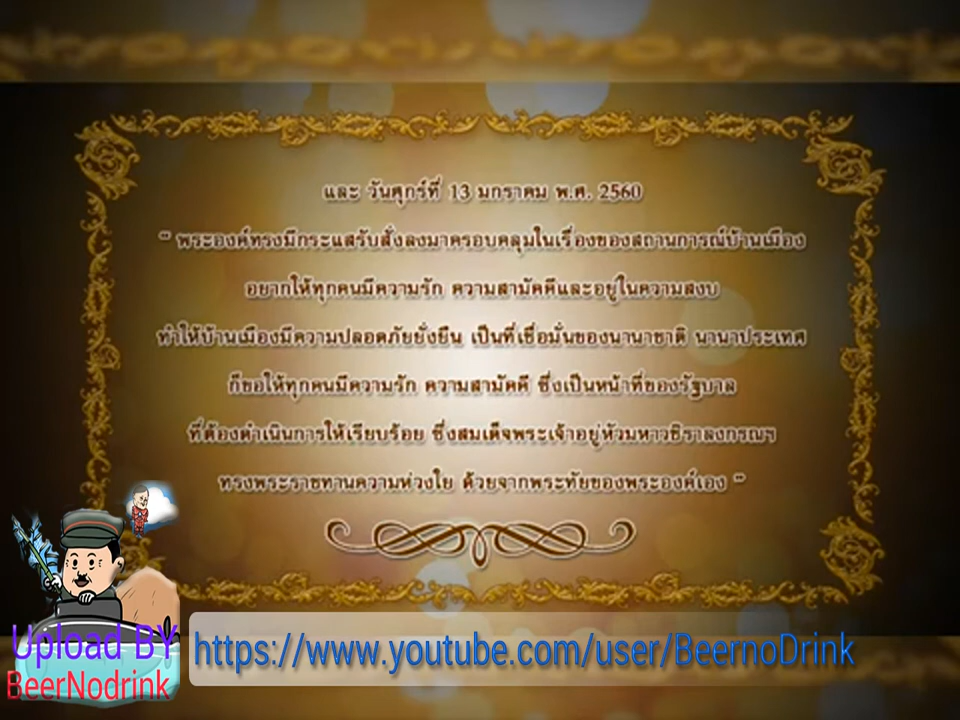 และ วันศุกร์ที่ 13 มกราคม พ.ศ. 2560
" พระองค์ทรงมีกระแสรับสั่งลงมาครอบคลุมในเรื่องของสถานการณ์บ้านเมือง
อยากให้ทุกคนมีความรัก ความสามัคคีและอยู่ในความสงบ
ทำให้บ้านเมืองมีความปลอดภัยยั่งยืน เป็นที่เชื่อมั่นของนานาชาติ นานาประเทศ
ก็ขอให้ทุกคนมีความรัก ความสามัคคี ซึ่งเป็นหน้าที่ของรัฐบาล
ที่ต้องดำเนินการให้เรียบร้อย ซึ่งสมเด็จพระเจ้าอยู่หัวมหาวชิราลงกรณฯ
ทรงพระราชทานความห่วงใย ด้วยจากพระทัยของพระองค์เอง "
Upload BY
BeerNodrink
https://www.youtube.com/user/BeernoDrink